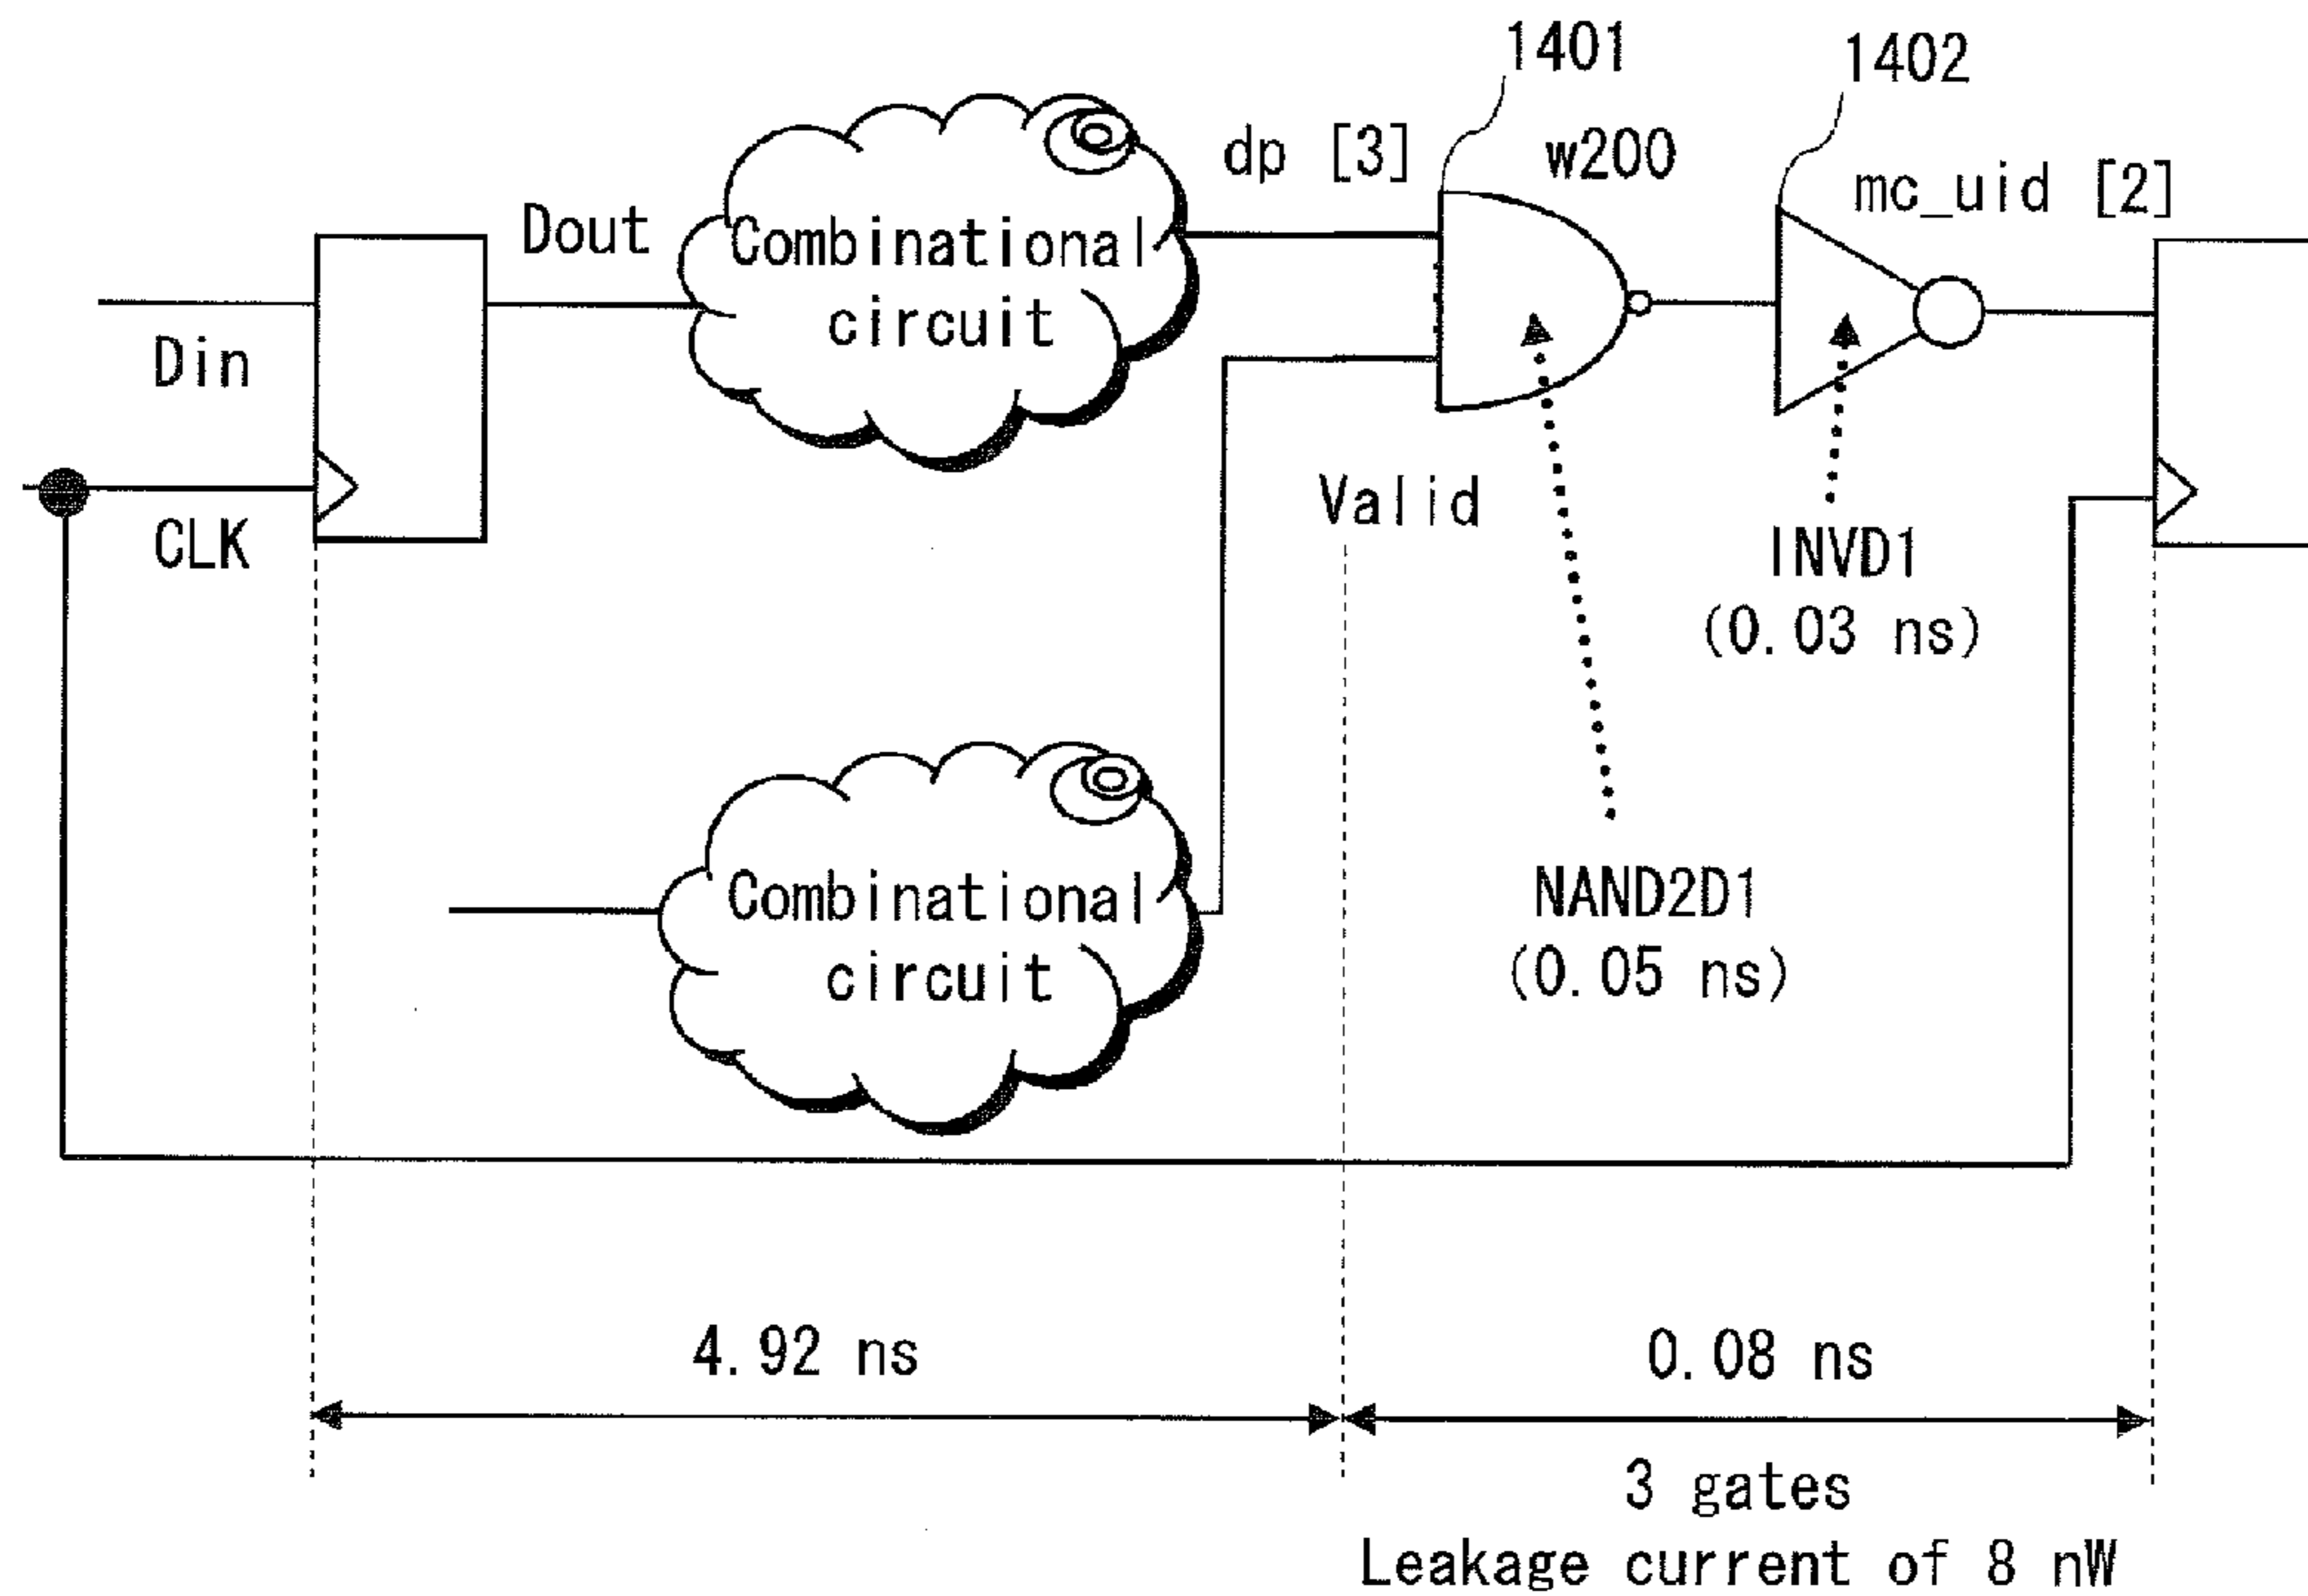 1401
1402
dp [3]
w200
mc_uid [2]
Dout
Combinational
circuit
Din
CLK
Valid
INVD1
(0.03 ns)
Combinational
circuit
NAND2D1
(0.05 ns)
4.92 ns
0.08 ns
3 gates
Leakage current of 8 nW